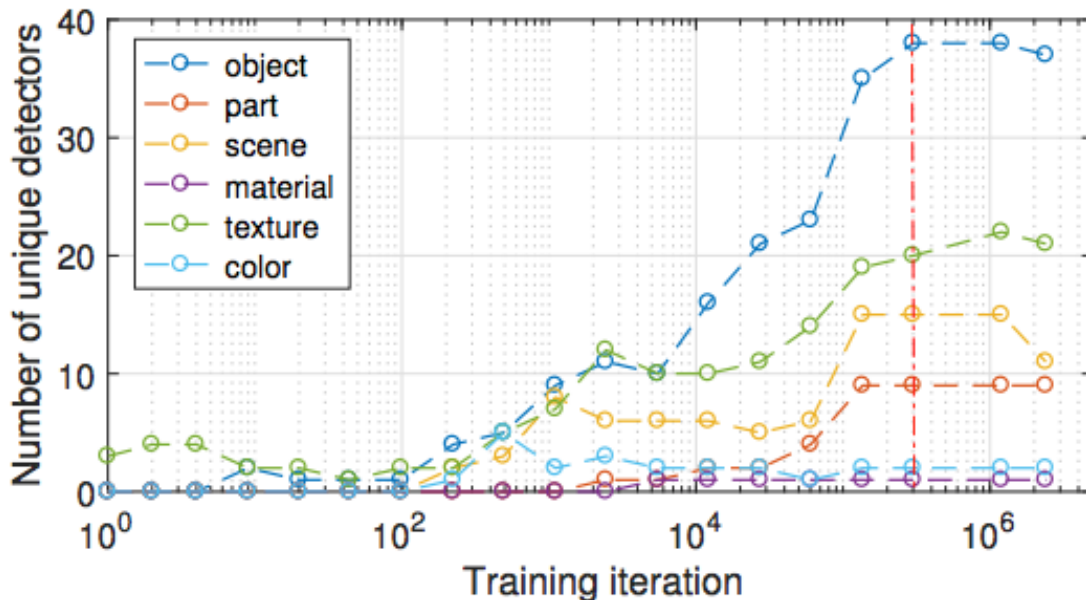 40
30
20
10
0
Number of unique detectors
object
part
scene
material
texture
color
10^0
10^2
10^4
10^6
Training iteration